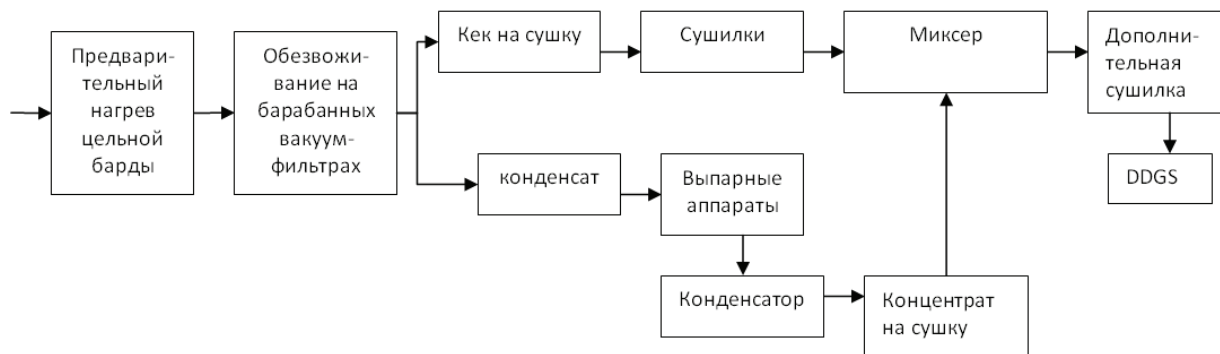 Предвари-
тельный
нагрев
цельной
барды
Обезвожи-
вание на
барабанных
вакуум-
фильтрах
Кек на сушку
Сушилки
Миксер
Дополни-
тельная
сушилка
конденсат
Выпарные
аппараты
DDGS
Конденсатор
Концентрат
на сушку